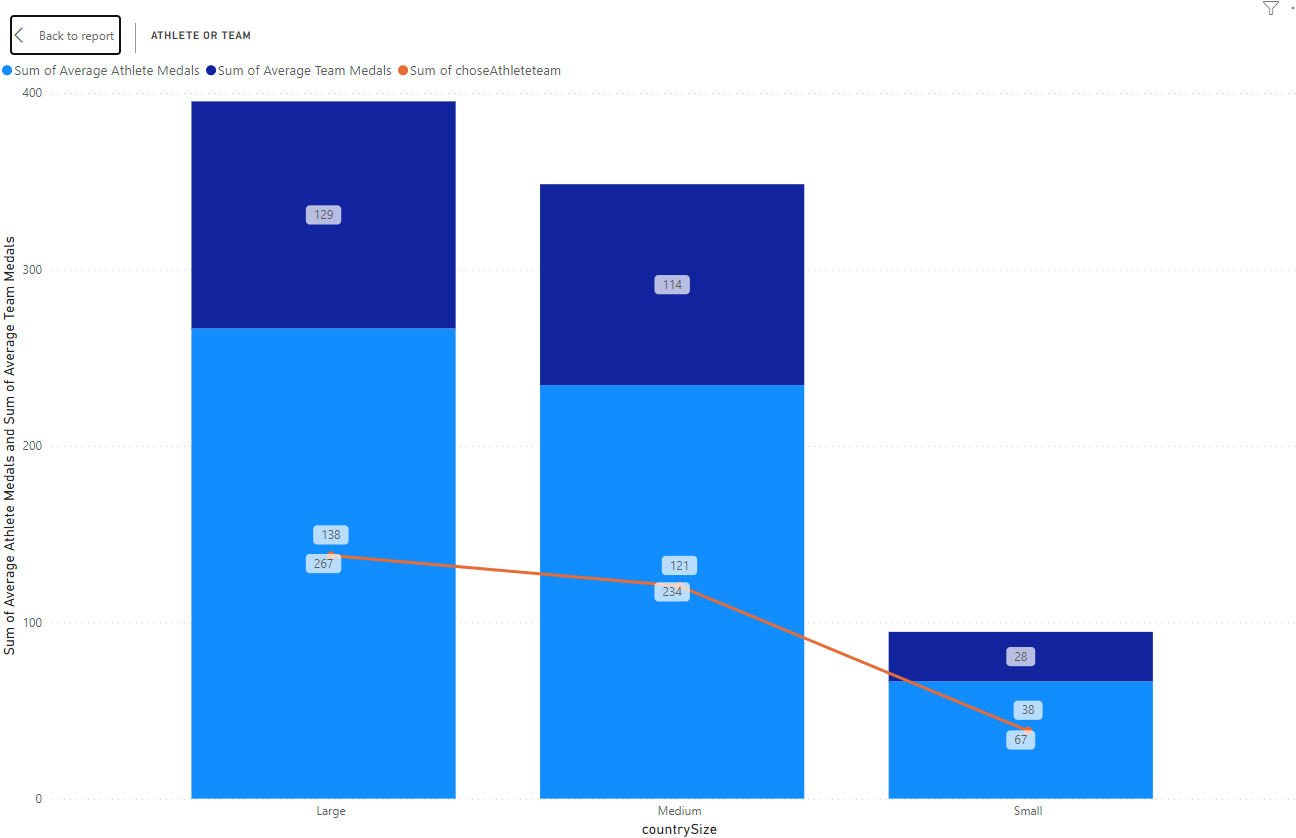 Back to report
ATHLETE OR TEAM
Sum of Average Athlete Medals Sum of Average Team Medals Sum of choseAthleteteam
Sum of Average Athlete Medals and Sum of Average Team Medals
400
300
200
100
0
129
138
267
114
121
234
28
38
67
Large Medium Small
countrySize